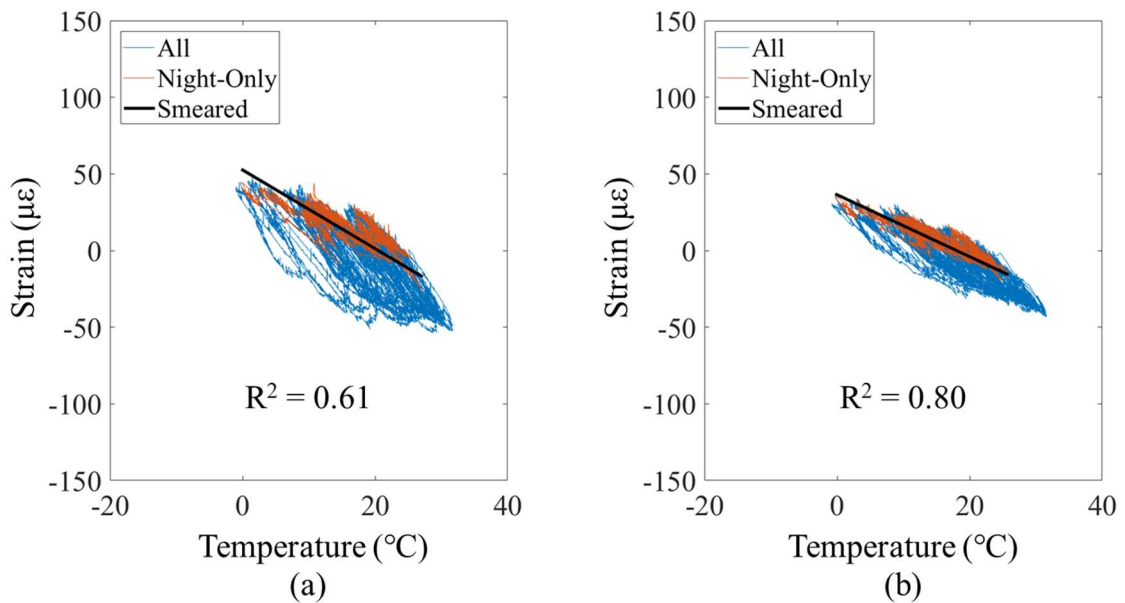 150
100
50
0
-50
-100
-150
-20
0
20
40
Strain (με)
Temperature (°C)
All
Night-Only
Smeared
R² = 0.61
(a)
150
100
50
0
-50
-100
-150
-20
0
20
40
Strain (με)
Temperature (°C)
All
Night-Only
Smeared
R² = 0.80
(b)